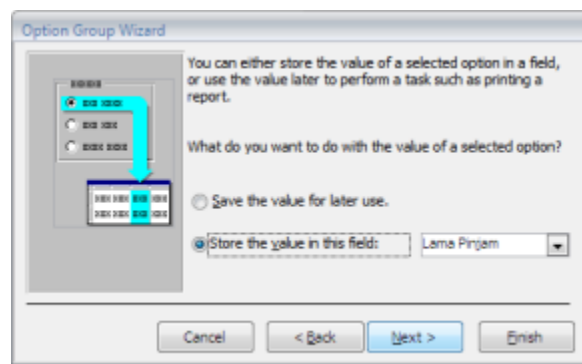 Option Group Wizard
You can either store the value of a selected option in a field,
or use the value later to perform a task such as printing a
report.
What do you want to do with the value of a selected option?
Save the value for later use.
Store the value in this field: Lama Pinjam
Cancel < Back Next > Finish